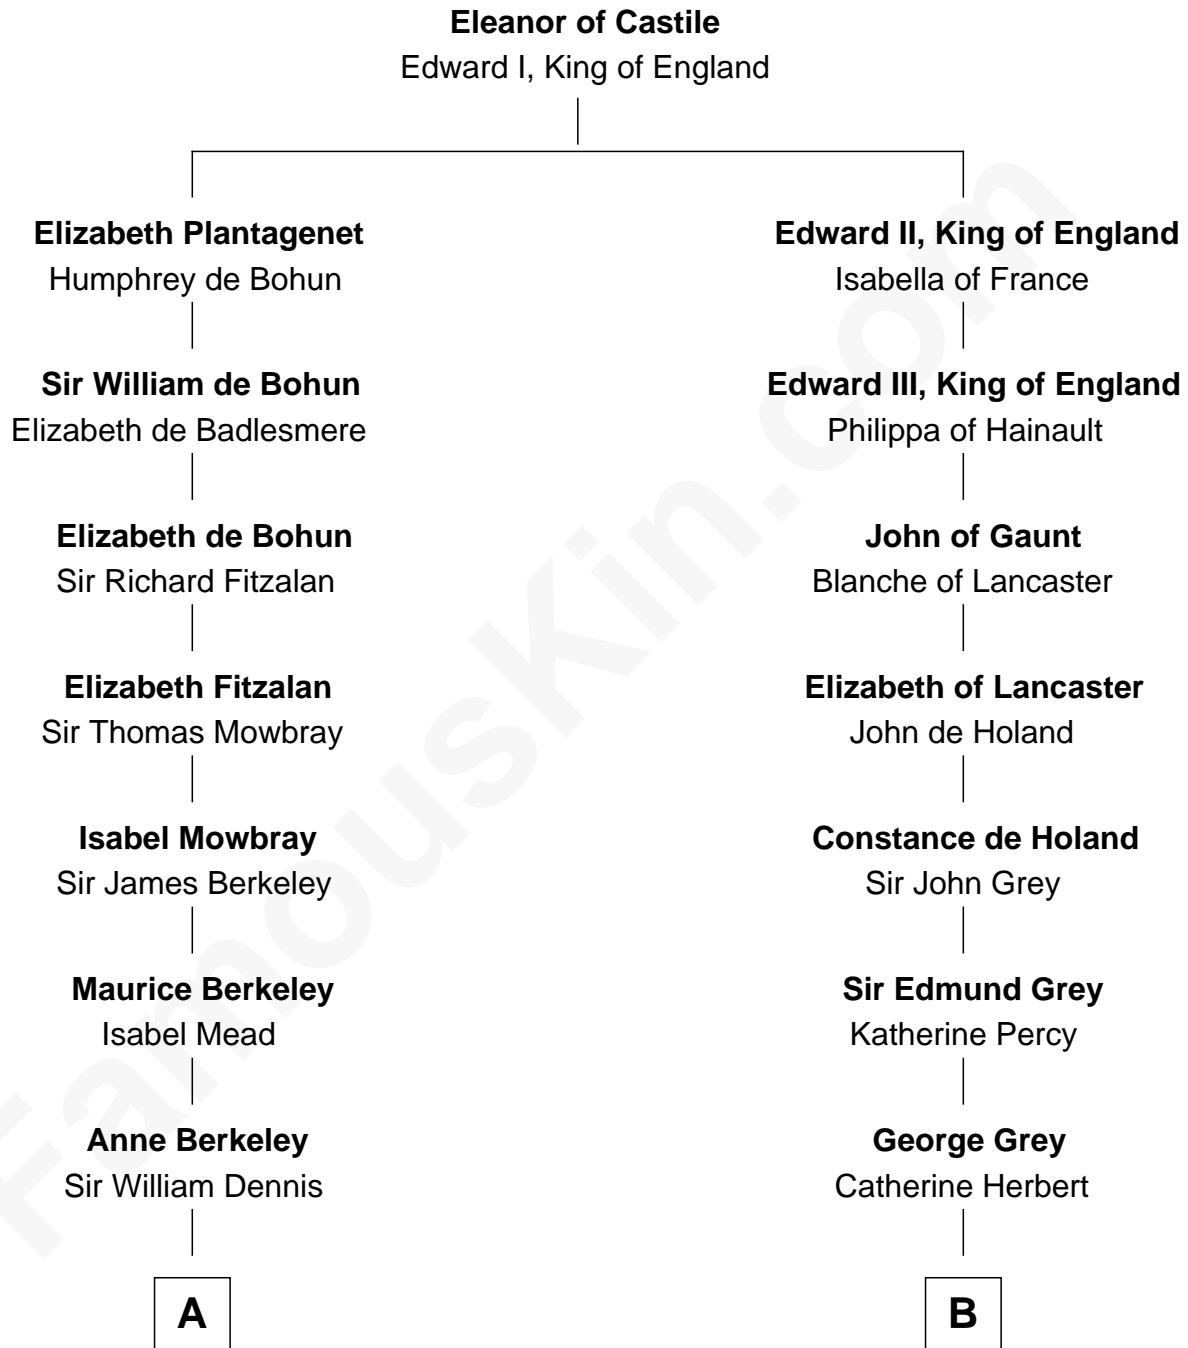 Eleanor of Castile
Edward I, King of England
Elizabeth Plantagenet
Humphrey de Bohun
Edward II, King of England
Isabella of France
Sir William de Bohun
Elizabeth de Badlesmere
Edward III, King of England
Philippa of Hainault
Elizabeth de Bohun
Sir Richard Fitzalan
John of Gaunt
Blanche of Lancaster
Elizabeth Fitzalan
Sir Thomas Mowbray
Elizabeth of Lancaster
John de Holand
Isabel Mowbray
Sir James Berkeley
Constance de Holand
Sir John Grey
Maurice Berkeley
Isabel Mead
Sir Edmund Grey
Katherine Percy
Anne Berkeley
Sir William Dennis
George Grey
Catherine Herbert
A
B
FamousKin.com